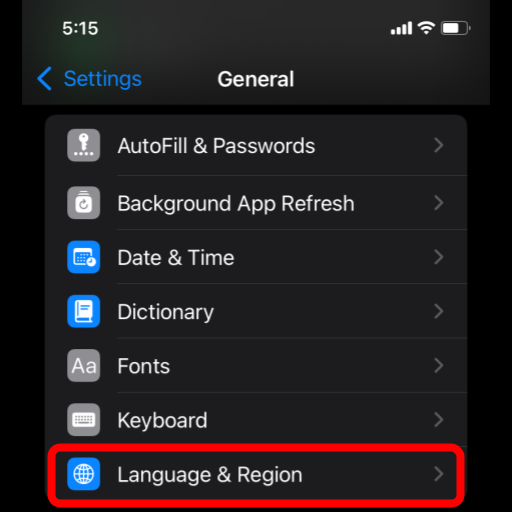 5:15
Settings
General
AutoFill & Passwords
Background App Refresh
Date & Time
Dictionary
Aa Fonts
Keyboard
Language & Region